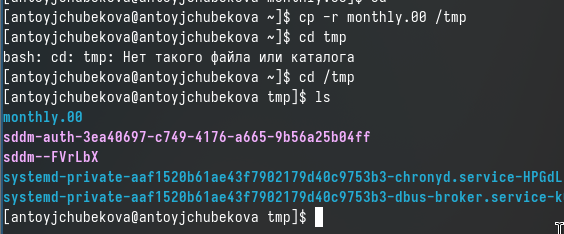 [antoyjchubekova@antoyjchubekova ~]$ cp -r monthly.00 /tmp
[antoyjchubekova@antoyjchubekova ~]$ cd tmp
bash: cd: tmp: Нет такого файла или каталога
[antoyjchubekova@antoyjchubekova ~]$ cd /tmp
[antoyjchubekova@antoyjchubekova tmp]$ ls
monthly.00
sddm-auth-3ea40697-c749-4176-a665-9b56a25b04ff
sddm--FVrLbX
systemd-private-aaf1520b61ae43f7902179d40c9753b3-chronyd.service-HPGdL
systemd-private-aaf1520b61ae43f7902179d40c9753b3-dbus-broker.service-k
[antoyjchubekova@antoyjchubekova tmp]$